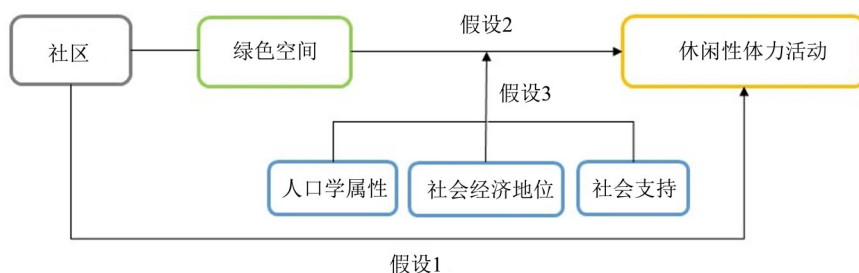 假设2
社区
绿色空间
休闲性体力活动
假设3
人口学属性
社会经济地位
社会支持
假设1